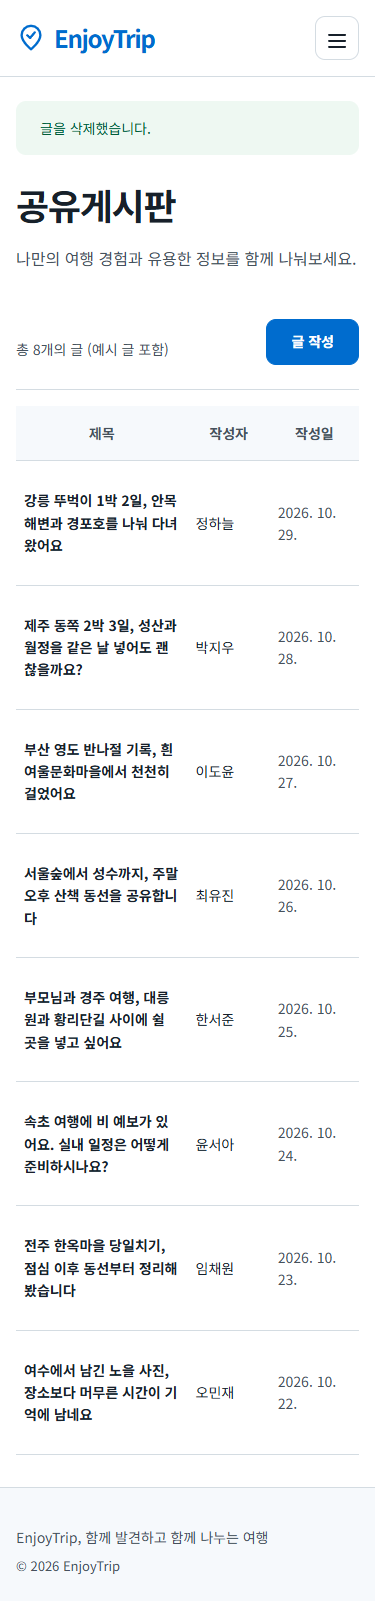 EnjoyTrip
글을 삭제했습니다.
공유게시판
나만의 여행 경험과 유용한 정보를 함께 나눠보세요.
총 8개의 글 (예시 글 포함)
글 작성
제목 작성자 작성일
강릉 뚜벅이 1박 2일, 안목
해변과 경포호를 나눠 다녀
왔어요
정하늘
2026. 10.
29.
제주 동쪽 2박 3일, 성산과
월정을 같은 날 넣어도 괜
찮을까요?
박지우
2026. 10.
28.
부산 영도 반나절 기록, 흰
여울문화마을에서 천천히
걸었어요
이도윤
2026. 10.
27.
서울숲에서 성수까지, 주말
오후 산책 동선을 공유합니
다
최유진
2026. 10.
26.
부모님과 경주 여행, 대릉
원과 황리단길 사이에 쉴
곳을 넣고 싶어요
한서준
2026. 10.
25.
속초 여행에 비 예보가 있
어요. 실내 일정은 어떻게
준비하시나요?
윤서아
2026. 10.
24.
전주 한옥마을 당일치기,
점심 이후 동선부터 정리해
봤습니다
임채원
2026. 10.
23.
여수에서 남긴 노을 사진,
장소보다 머무른 시간이 기
억에 남네요
오민재
2026. 10.
22.
EnjoyTrip, 함께 발견하고 함께 나누는 여행
© 2026 EnjoyTrip